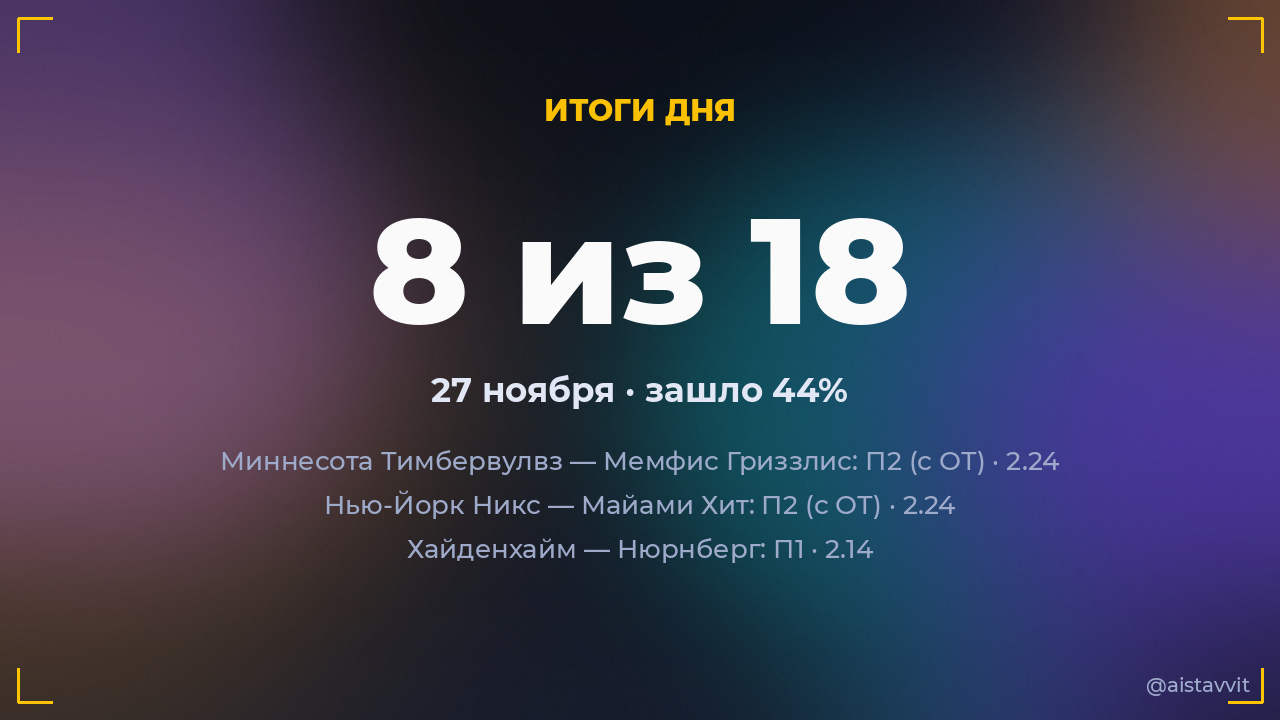 ИТОГИ ДНЯ
8 из 18
27 ноября · зашло 44%
Миннесота Тимбервулвз — Мемфис Гриззлис: П2 (с ОТ) · 2.24
Нью-Йорк Никс — Майами Хит: П2 (с ОТ) · 2.24
Хайденхайм — Нюрнберг: П1 · 2.14
@aistavvit